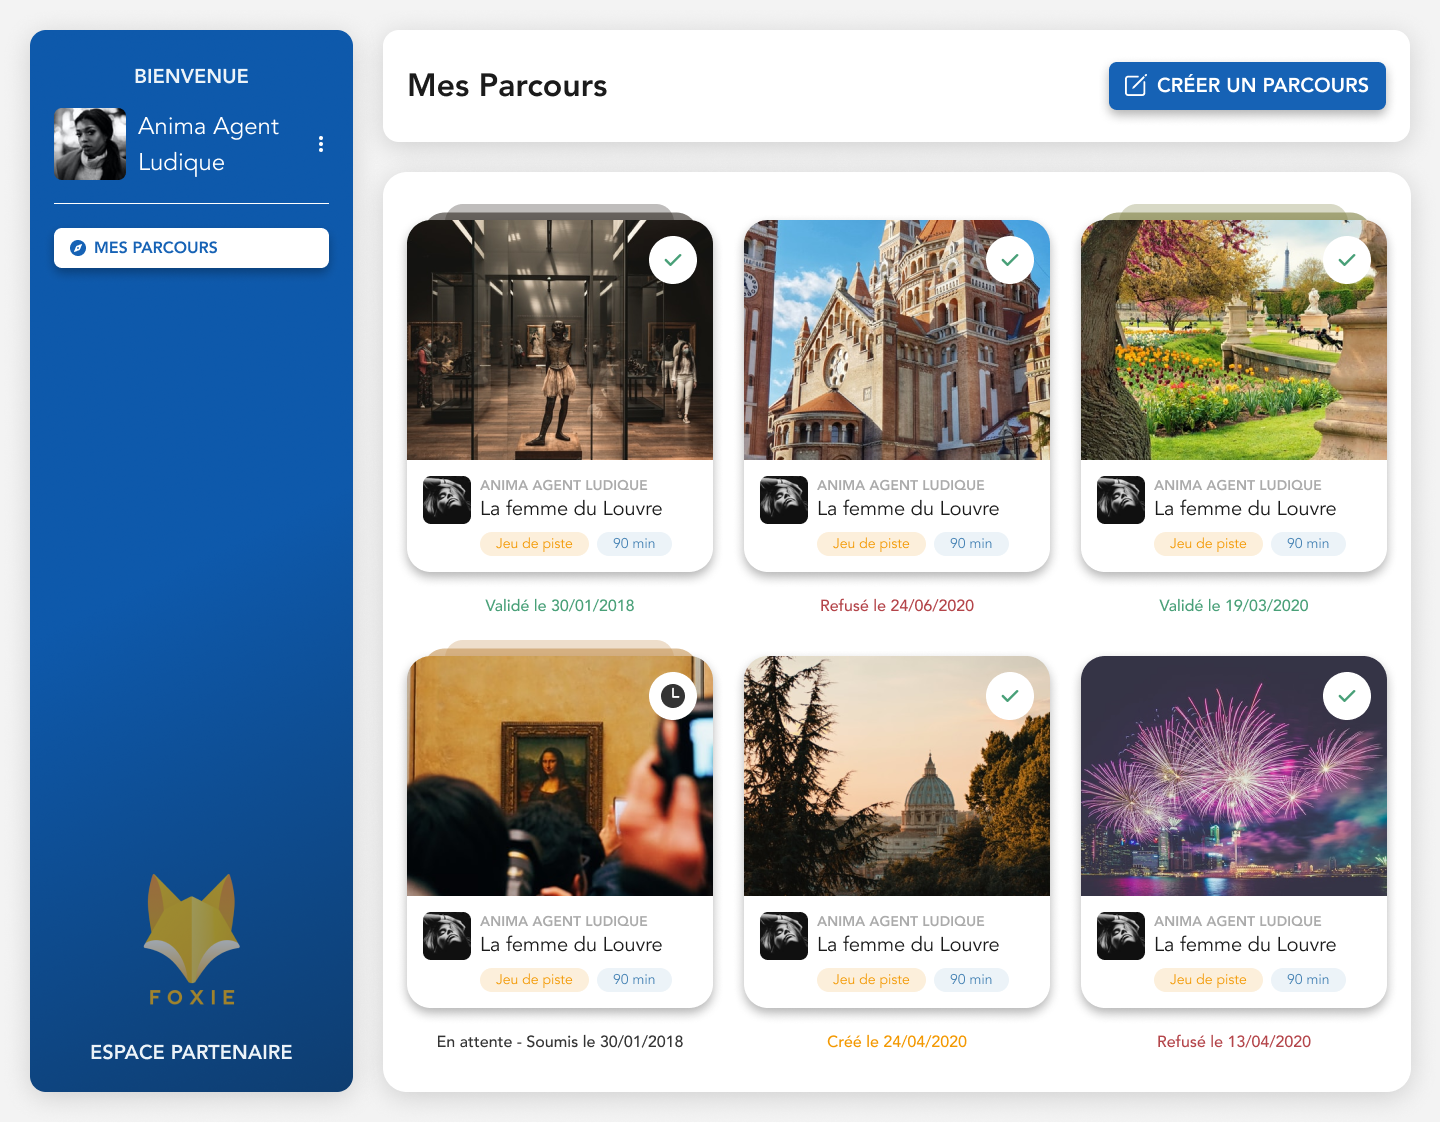 BIENVENUE
Anima Agent
Ludique
MES PARCOURS
FOXIE
ESPACE PARTENAIRE
Mes Parcours
CRÉER UN PARCOURS
ANIMA AGENT LUDIQUE
La femme du Louvre
Jeu de piste
90 min
Validé le 30/01/2018
ANIMA AGENT LUDIQUE
La femme du Louvre
Jeu de piste
90 min
Refusé le 24/06/2020
ANIMA AGENT LUDIQUE
La femme du Louvre
Jeu de piste
90 min
Validé le 19/03/2020
ANIMA AGENT LUDIQUE
La femme du Louvre
Jeu de piste
90 min
En attente - Soumis le 30/01/2018
ANIMA AGENT LUDIQUE
La femme du Louvre
Jeu de piste
90 min
Créé le 24/04/2020
ANIMA AGENT LUDIQUE
La femme du Louvre
Jeu de piste
90 min
Refusé le 13/04/2020